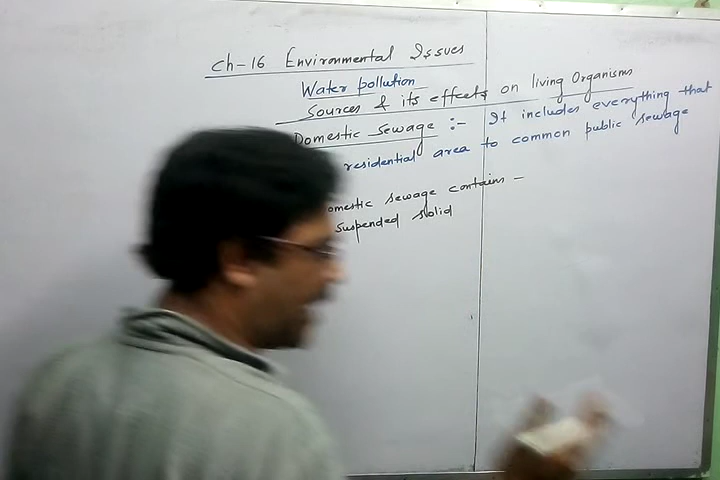 Ch-16 Environmental Issues
Water pollution
Sources & its effects on living Organisms
Domestic Sewage :- It includes everything that
residential area to common public sewage
omestic sewage contains -
suspended solid